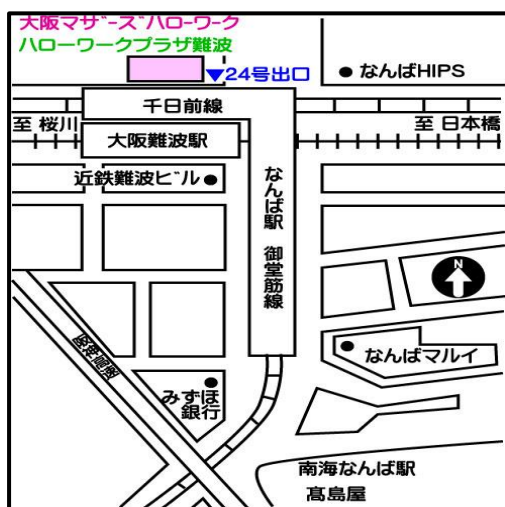 大阪マザーズハローワーク
ハローワークプラザ難波
▼24号出口
なんばHIPS
千日前線
至 桜川
至 日本橋
大阪難波駅
近鉄難波ビル
なんば駅 御堂筋線
N
なんばマルイ
みずほ
銀行
南海なんば駅
髙島屋